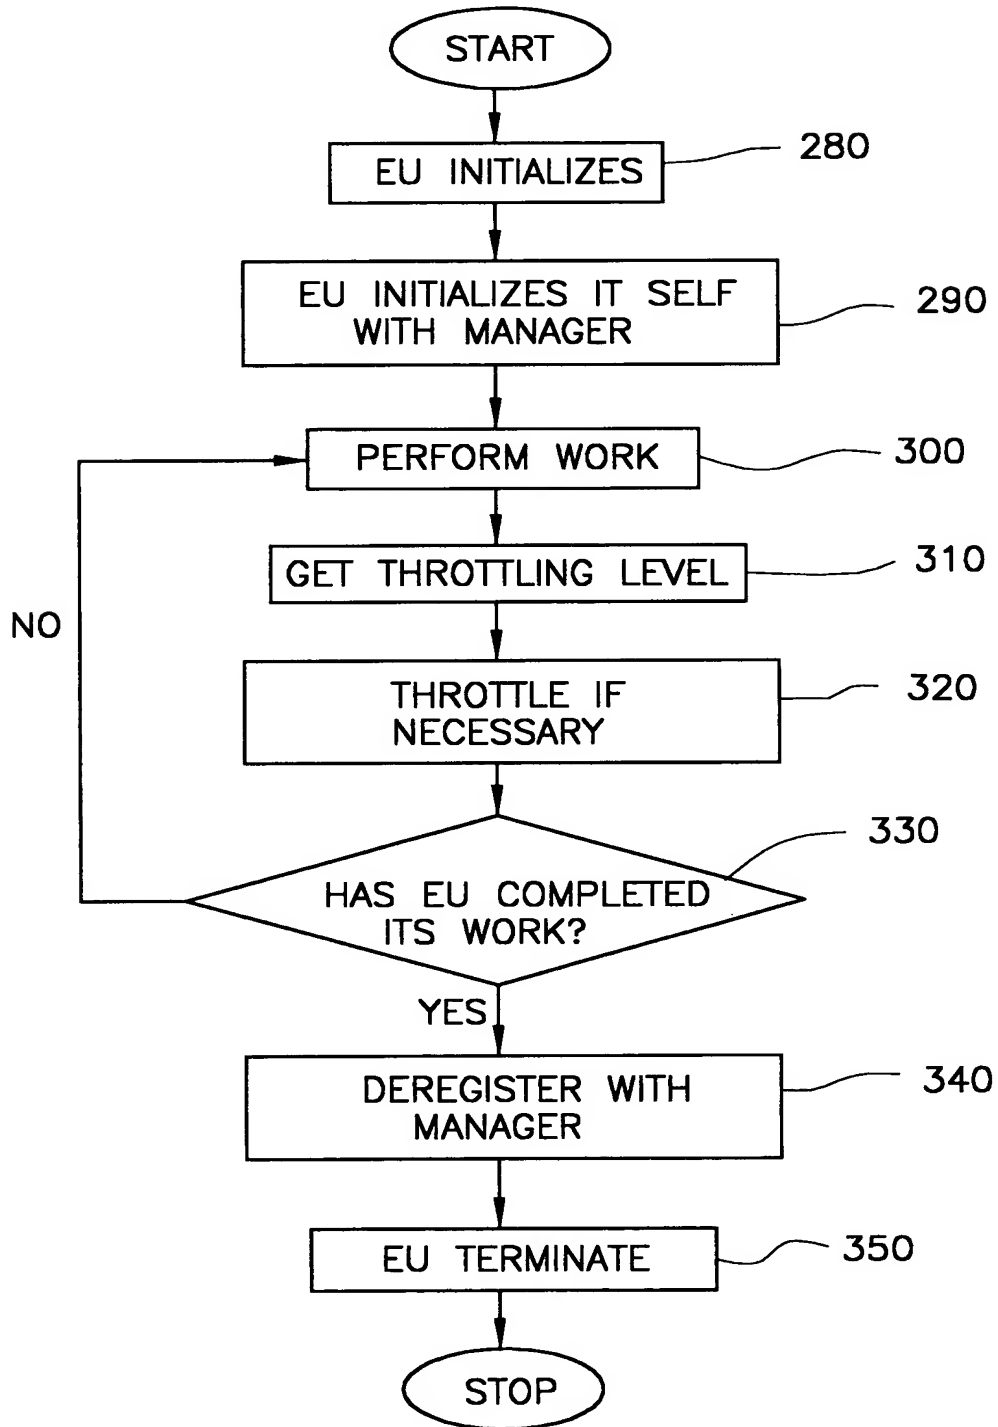 START
EU INITIALIZES
280
EU INITIALIZES IT SELF
WITH MANAGER
290
PERFORM WORK
300
GET THROTTLING LEVEL
310
NO
THROTTLE IF
NECESSARY
320
HAS EU COMPLETED
ITS WORK?
330
YES
DEREGISTER WITH
MANAGER
340
EU TERMINATE
350
STOP